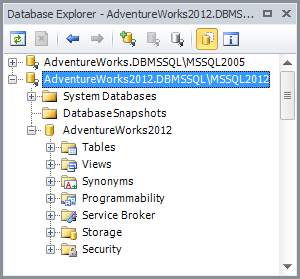 Database Explorer - AdventureWorks2012.DBMS...
AdventureWorks.DBMSSQL\MSSQL2005
AdventureWorks2012.DBMSSQL\MSSQL2012
System Databases
DatabaseSnapshots
AdventureWorks2012
Tables
Views
Synonyms
Programmability
Service Broker
Storage
Security